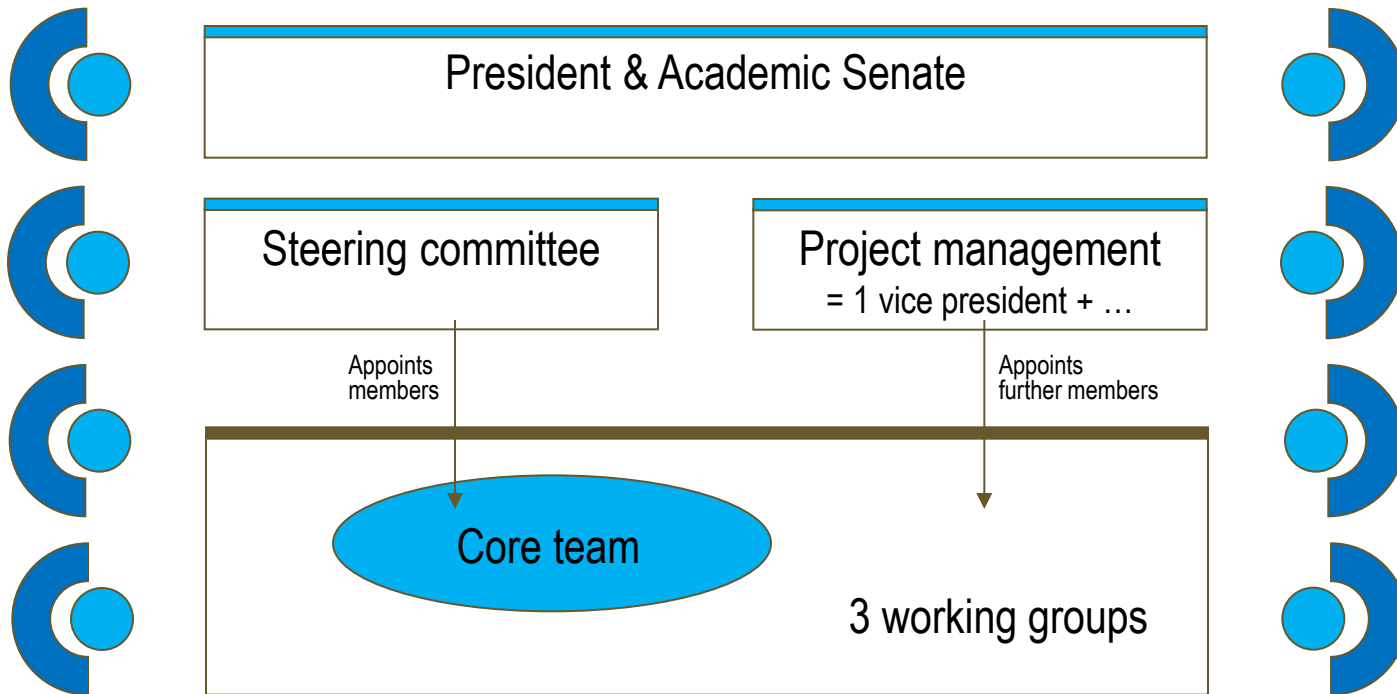 President & Academic Senate
Steering committee
Project management
= 1 vice president + …
Appoints
members
Appoints
further members
Core team
3 working groups